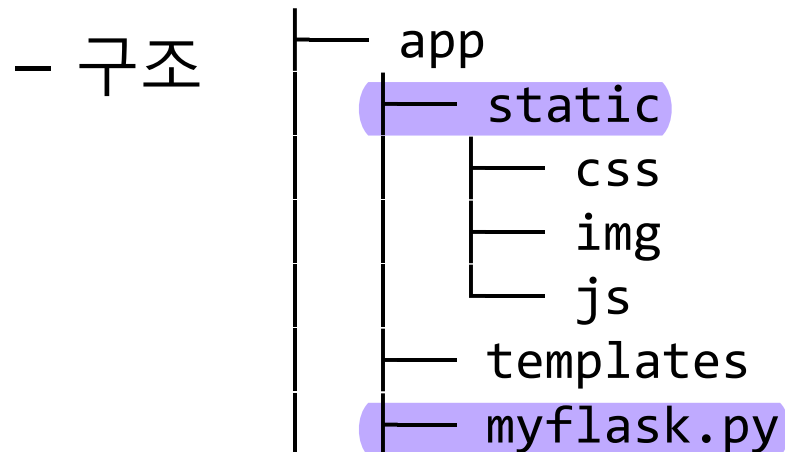 - 구조
app
static
css
img
js
templates
myflask.py